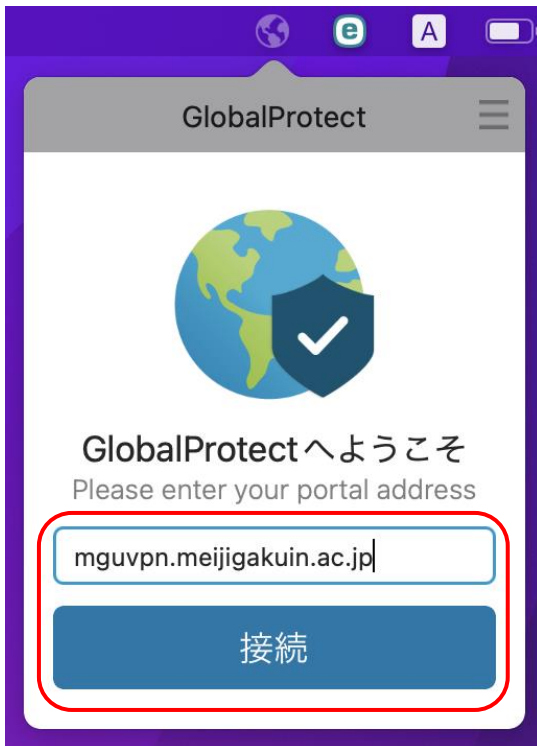 e
A
GlobalProtect
GlobalProtectへようこそ
Please enter your portal address
mguvpn.meijigakuin.ac.jp
接続